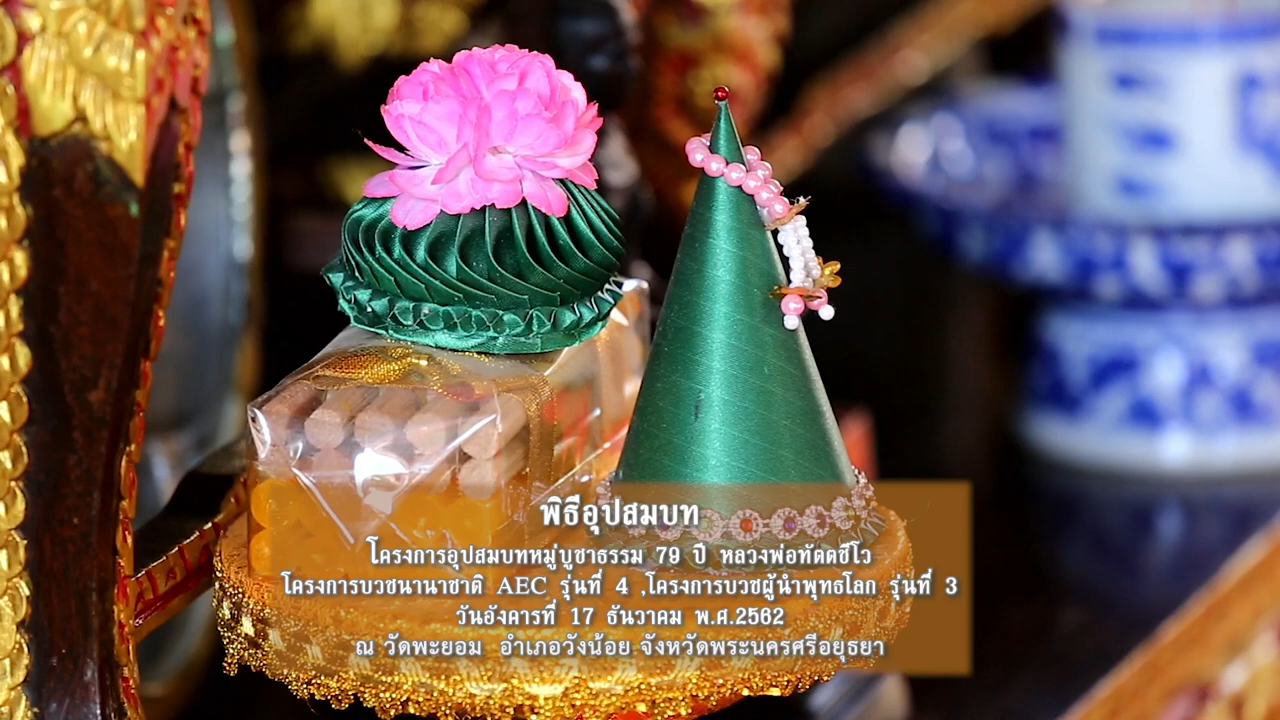 พิธีอุปสมบท
โครงการอุปสมบทหมู่บูชาธรรม 79 ปี หลวงพ่อทัตตชีโว
โครงการบวชนานาชาติ AEC รุ่นที่ 4 ,โครงการบวชผู้นำพุทธโลก รุ่นที่ 3
วันอังคารที่ 17 ธันวาคม พ.ศ.2562
ณ วัดพะยอม อำเภอวังน้อย จังหวัดพระนครศรีอยุธยา